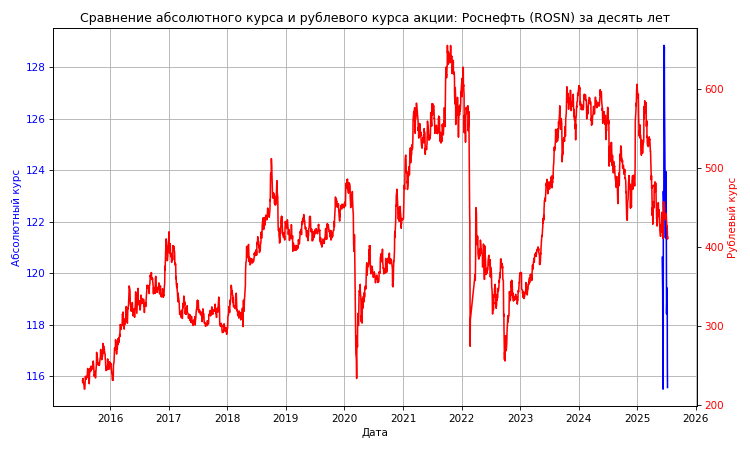 Сравнение абсолютного курса и рублевого курса акции: Роснефть (ROSN) за десять лет
128
126
124
122
120
118
116
Абсолютный курс
600
500
400
300
200
Рублевый курс
2016 2017 2018 2019 2020 2021 2022 2023 2024 2025 2026
Дата